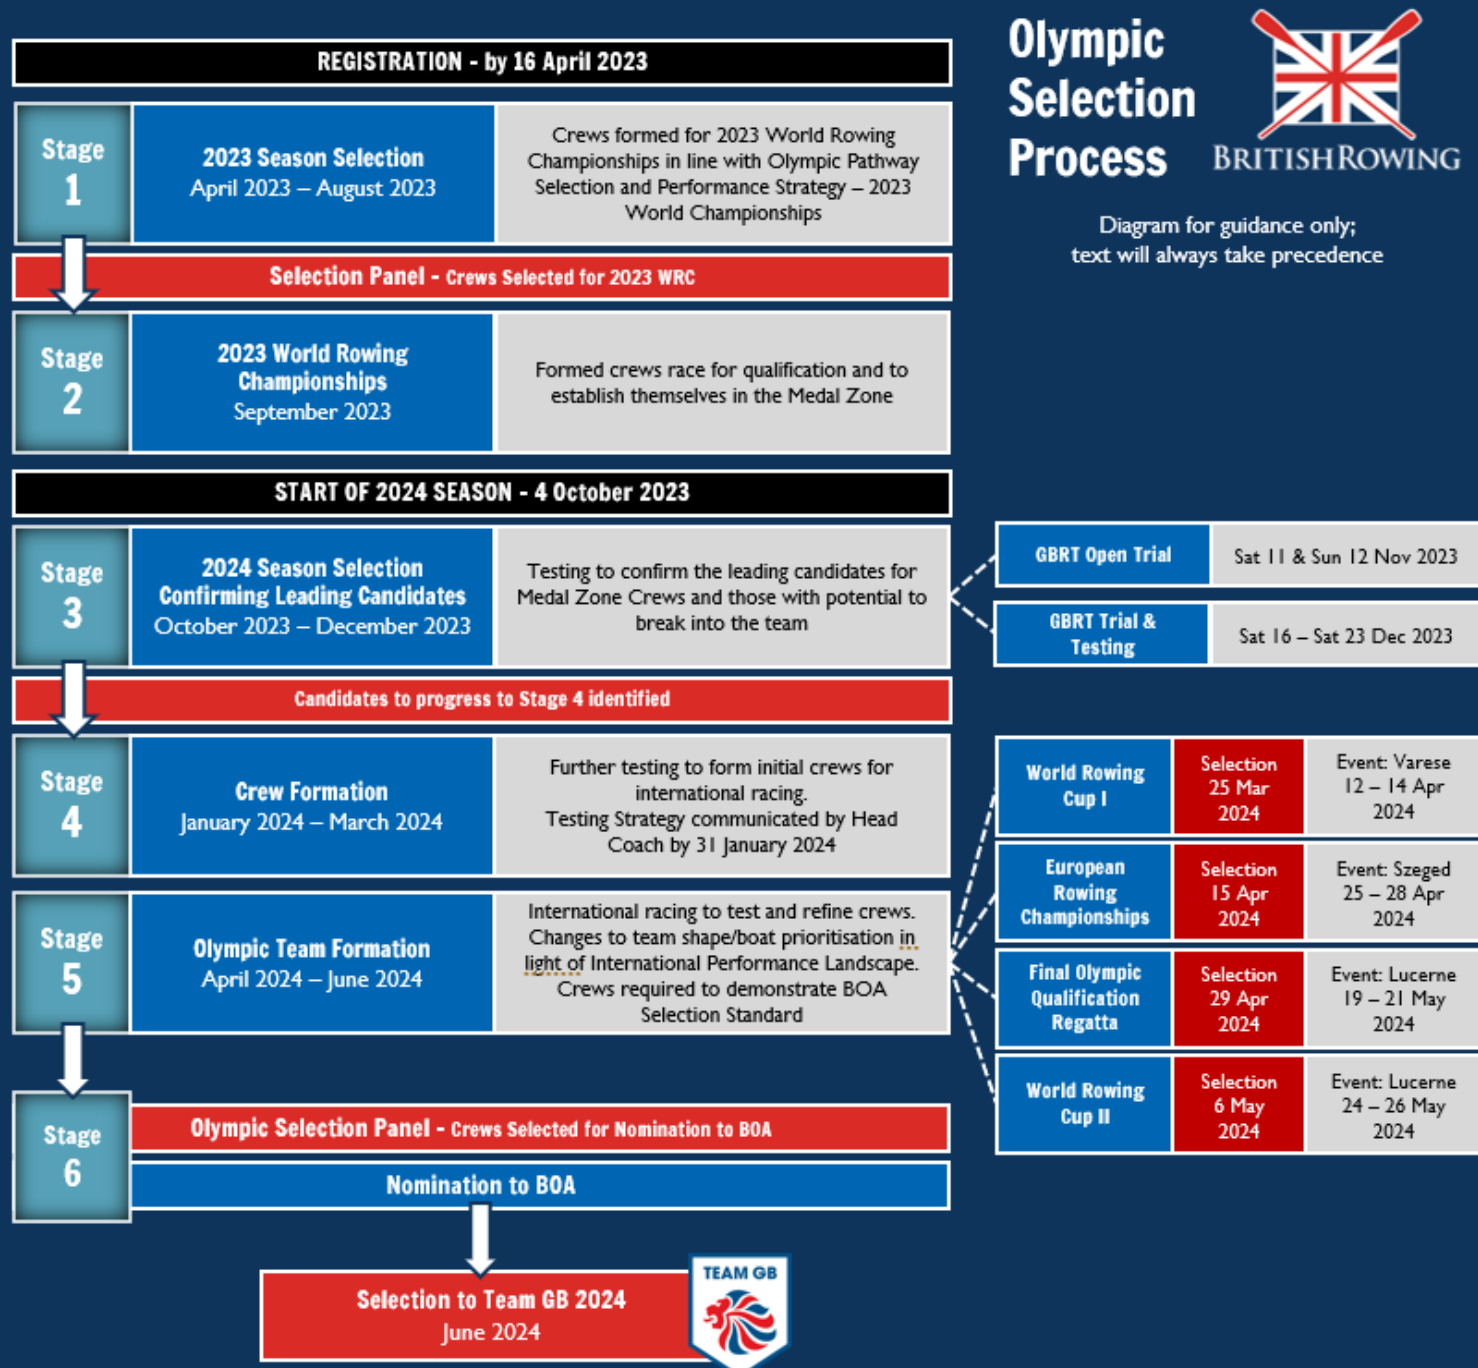 Olympic
Selection
Process
BRITISHROWING
Diagram for guidance only;
text will always take precedence
REGISTRATION - by 16 April 2023
Stage
1
2023 Season Selection
April 2023 – August 2023
Crews formed for 2023 World Rowing
Championships in line with Olympic Pathway
Selection and Performance Strategy – 2023
World Championships
Selection Panel - Crews Selected for 2023 WRC
Stage
2
2023 World Rowing
Championships
September 2023
Formed crews race for qualification and to
establish themselves in the Medal Zone
START OF 2024 SEASON - 4 October 2023
Stage
3
2024 Season Selection
Confirming Leading Candidates
October 2023 – December 2023
Testing to confirm the leading candidates for
Medal Zone Crews and those with potential to
break into the team
GBRT Open Trial
Sat 11 & Sun 12 Nov 2023
GBRT Trial &
Testing
Sat 16 – Sat 23 Dec 2023
Candidates to progress to Stage 4 identified
Stage
4
Crew Formation
January 2024 – March 2024
Further testing to form initial crews for
international racing.
Testing Strategy communicated by Head
Coach by 31 January 2024
Stage
5
Olympic Team Formation
April 2024 – June 2024
International racing to test and refine crews.
Changes to team shape/boat prioritisation in
light of International Performance Landscape.
Crews required to demonstrate BOA
Selection Standard
World Rowing
Cup I
Selection
25 Mar
2024
Event: Varese
12 – 14 Apr
2024
European
Rowing
Championships
Selection
15 Apr
2024
Event: Szeged
25 – 28 Apr
2024
Final Olympic
Qualification
Regatta
Selection
29 Apr
2024
Event: Lucerne
19 – 21 May
2024
World Rowing
Cup II
Selection
6 May
2024
Event: Lucerne
24 – 26 May
2024
Stage
6
Olympic Selection Panel - Crews Selected for Nomination to BOA
Nomination to BOA
Selection to Team GB 2024
June 2024
TEAM GB